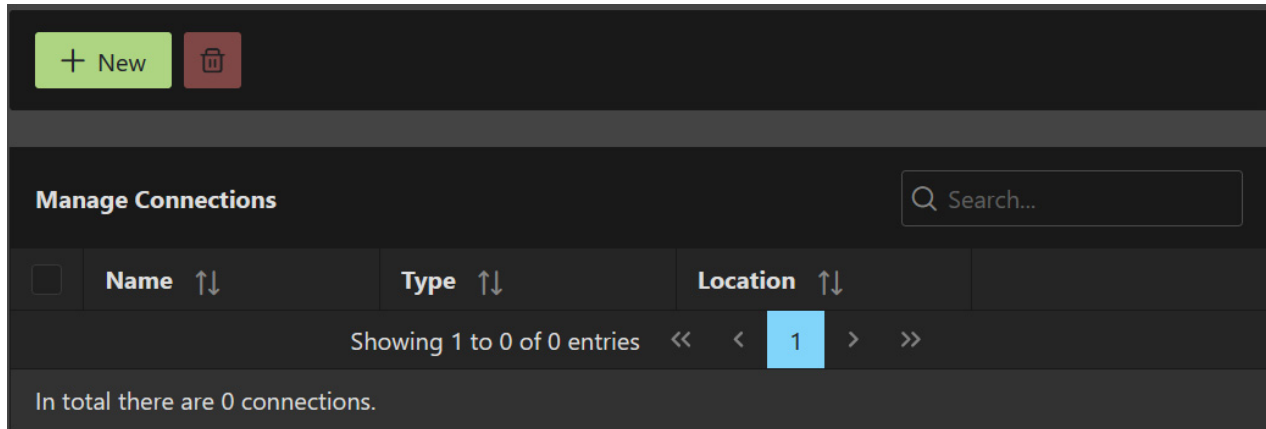 New
Manage Connections
Search...
Name Type Location
Showing 1 to 0 of 0 entries « < 1 > »
In total there are 0 connections.